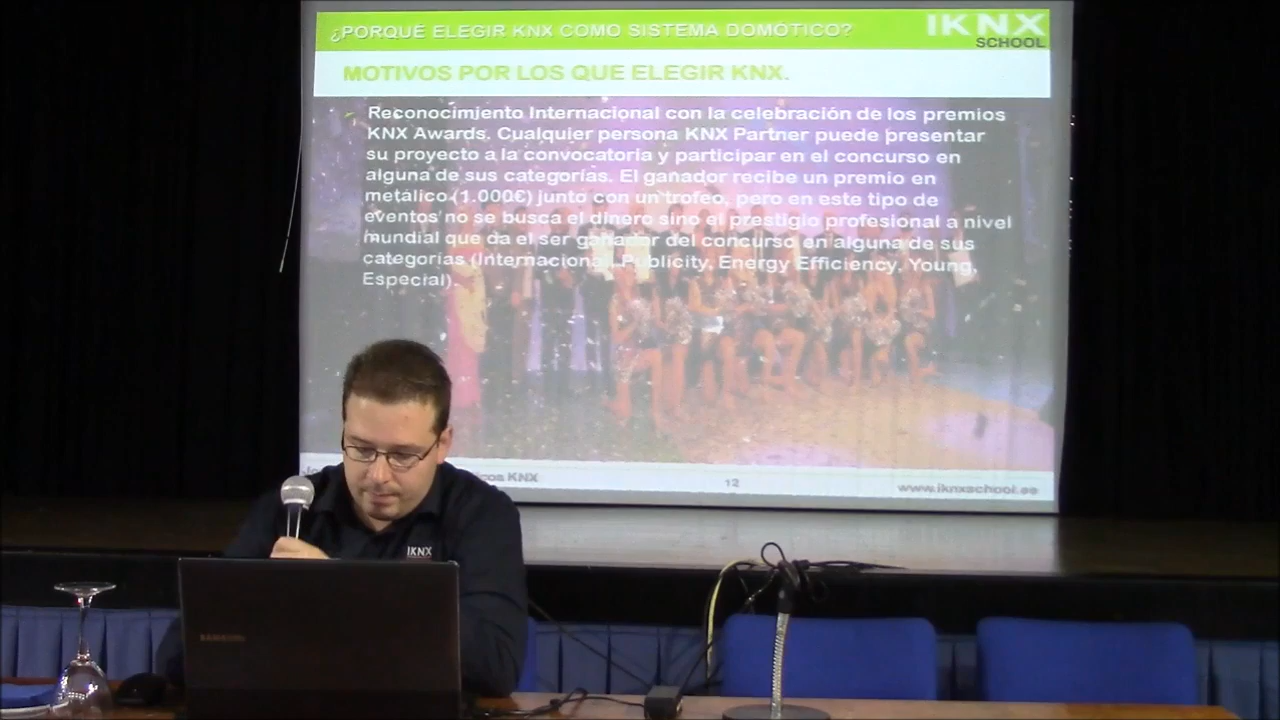 ¿PORQUÉ ELEGIR KNX COMO SISTEMA DOMÓTICO?
IKNX
SCHOOL
MOTIVOS POR LOS QUE ELEGIR KNX.
Reconocimiento Internacional con la celebración de los premios
KNX Awards. Cualquier persona KNX Partner puede presentar
su proyecto a la convocatoria y participar en el concurso en
alguna de sus categorías. El ganador recibe un premio en
metálico (1.000€) junto con un trofeo, pero en este tipo de
eventos no se busca el dinero sino el prestigio profesional a nivel
mundial que da el ser ganador del concurso en alguna de sus
categorías (Internacional, Publicity, Energy Efficiency, Young,
Especial).
KNX
12
www.iknxschool.es
IKNX
SAMSUNG